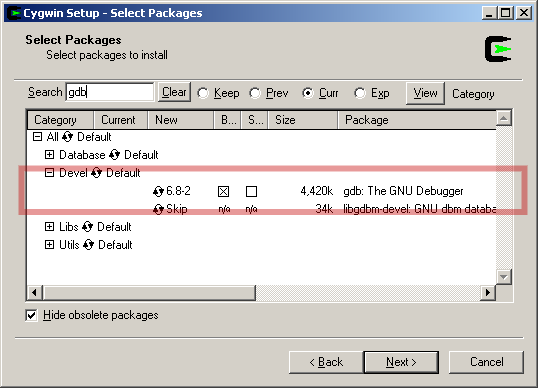 Cygwin Setup - Select Packages
Select Packages
Select packages to install
Search gdb Clear Keep Prev Curr Exp View Category
Category Current New B... S... Size Package
All Default
Database Default
Devel Default
6.8-2 4,420k gdb: The GNU Debugger
Skip n/a n/a 34k libgdbm-devel: GNU dbm databa
Libs Default
Utils Default
Hide obsolete packages
< Back Next > Cancel